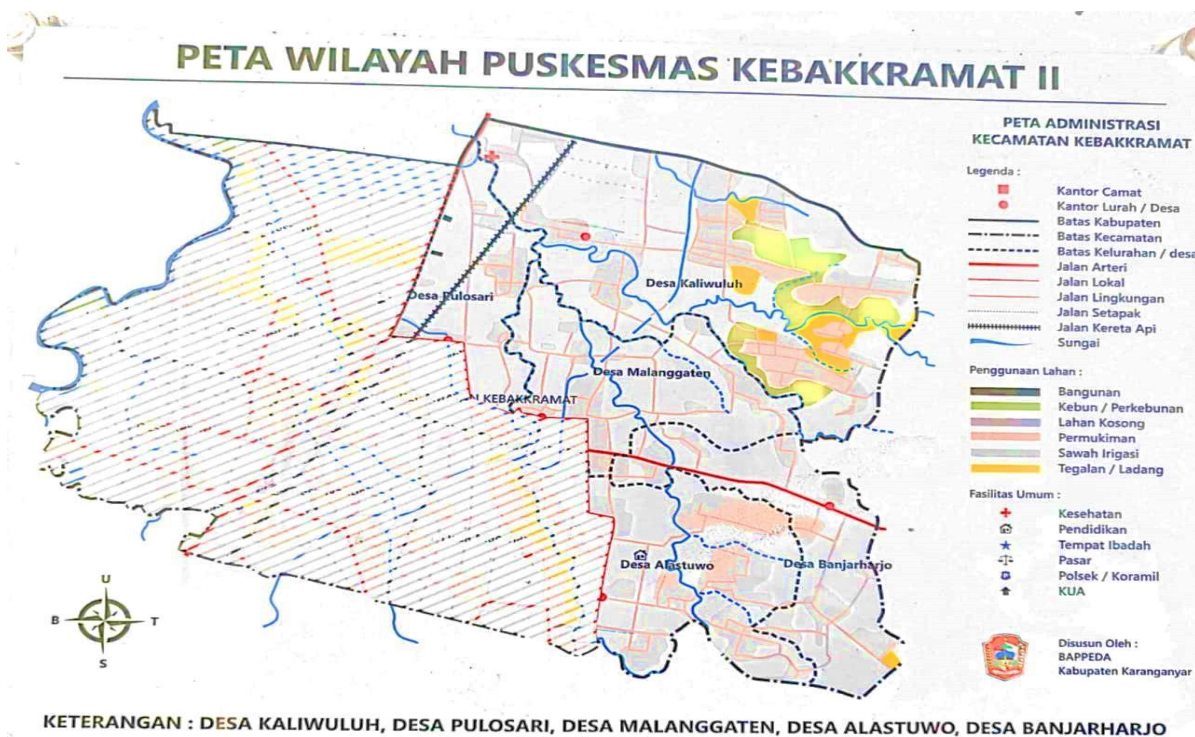 PETA WILAYAH PUSKESMAS KEBAKKRAMAT II
PETA ADMINISTRASI
KECAMATAN KEBAKKRAMAT
Legenda :
Kantor Camat
Kantor Lurah / Desa
Batas Kabupaten
Batas Kecamatan
Batas Kelurahan / desa
Jalan Arteri
Jalan Lokal
Jalan Lingkungan
Jalan Setapak
Jalan Kereta Api
Sungai
Penggunaan Lahan :
Bangunan
Kebun / Perkebunan
Lahan Kosong
Permukiman
Sawah Irigasi
Tegalan / Ladang
Fasilitas Umum :
Kesehatan
Pendidikan
Tempat Ibadah
Pasar
Polsek / Koramil
KUA
Disusun Oleh :
BAPPEDA
Kabupaten Karanganyar
Desa Pulosari
Desa Kaliwuluh
Desa Malanggaten
N KEBAKKRAMAT
Desa Alastuwo
Desa Banjarharjo
U
B
T
S
KETERANGAN : DESA KALIWULUH, DESA PULOSARI, DESA MALANGGATEN, DESA ALASTUWO, DESA BANJARHARJO